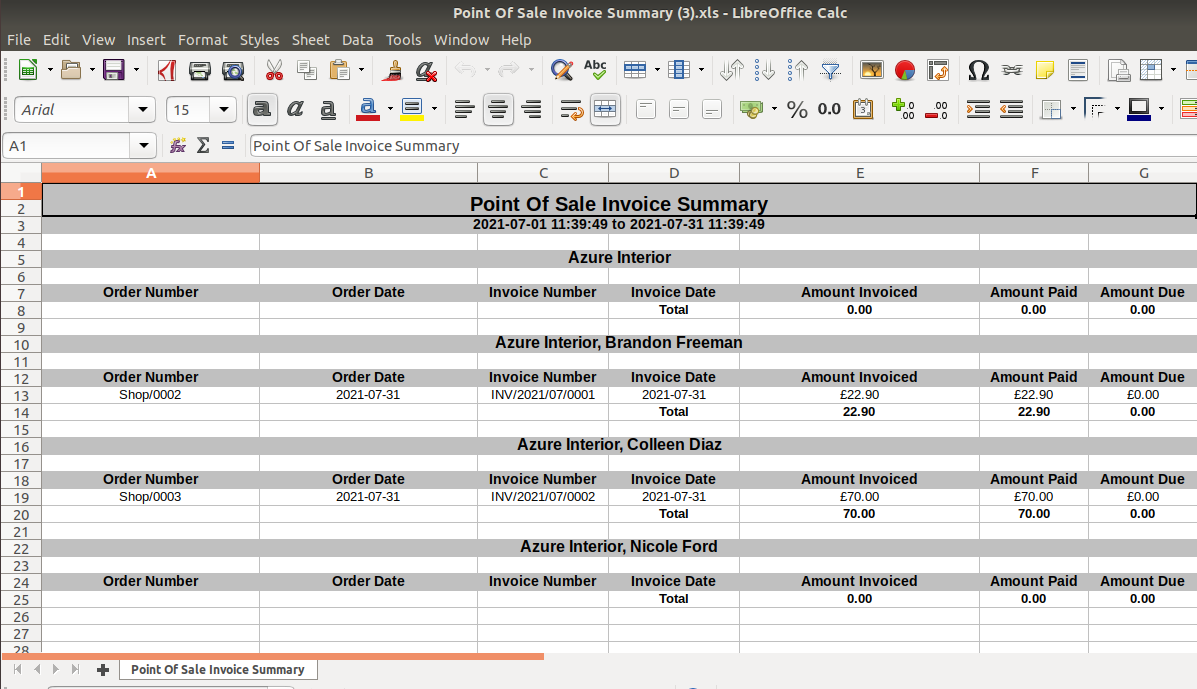 Point Of Sale Invoice Summary (3).xls - LibreOffice Calc
File Edit View Insert Format Styles Sheet Data Tools Window Help
Abc
Arial 15 a a a a % 0.0 3 .00 .00
A1 Point Of Sale Invoice Summary
A B C D E F G
1 Point Of Sale Invoice Summary
2
3 2021-07-01 11:39:49 to 2021-07-31 11:39:49
4
5 Azure Interior
6
7 Order Number Order Date Invoice Number Invoice Date Amount Invoiced Amount Paid Amount Due
8 Total 0.00 0.00 0.00
9
10 Azure Interior, Brandon Freeman
11
12 Order Number Order Date Invoice Number Invoice Date Amount Invoiced Amount Paid Amount Due
13 Shop/0002 2021-07-31 INV/2021/07/0001 2021-07-31 £22.90 £22.90 £0.00
14 Total 22.90 22.90 0.00
15
16 Azure Interior, Colleen Diaz
17
18 Order Number Order Date Invoice Number Invoice Date Amount Invoiced Amount Paid Amount Due
19 Shop/0003 2021-07-31 INV/2021/07/0002 2021-07-31 £70.00 £70.00 £0.00
20 Total 70.00 70.00 0.00
21
22 Azure Interior, Nicole Ford
23
24 Order Number Order Date Invoice Number Invoice Date Amount Invoiced Amount Paid Amount Due
25 Total 0.00 0.00 0.00
26
27
28
Point Of Sale Invoice Summary